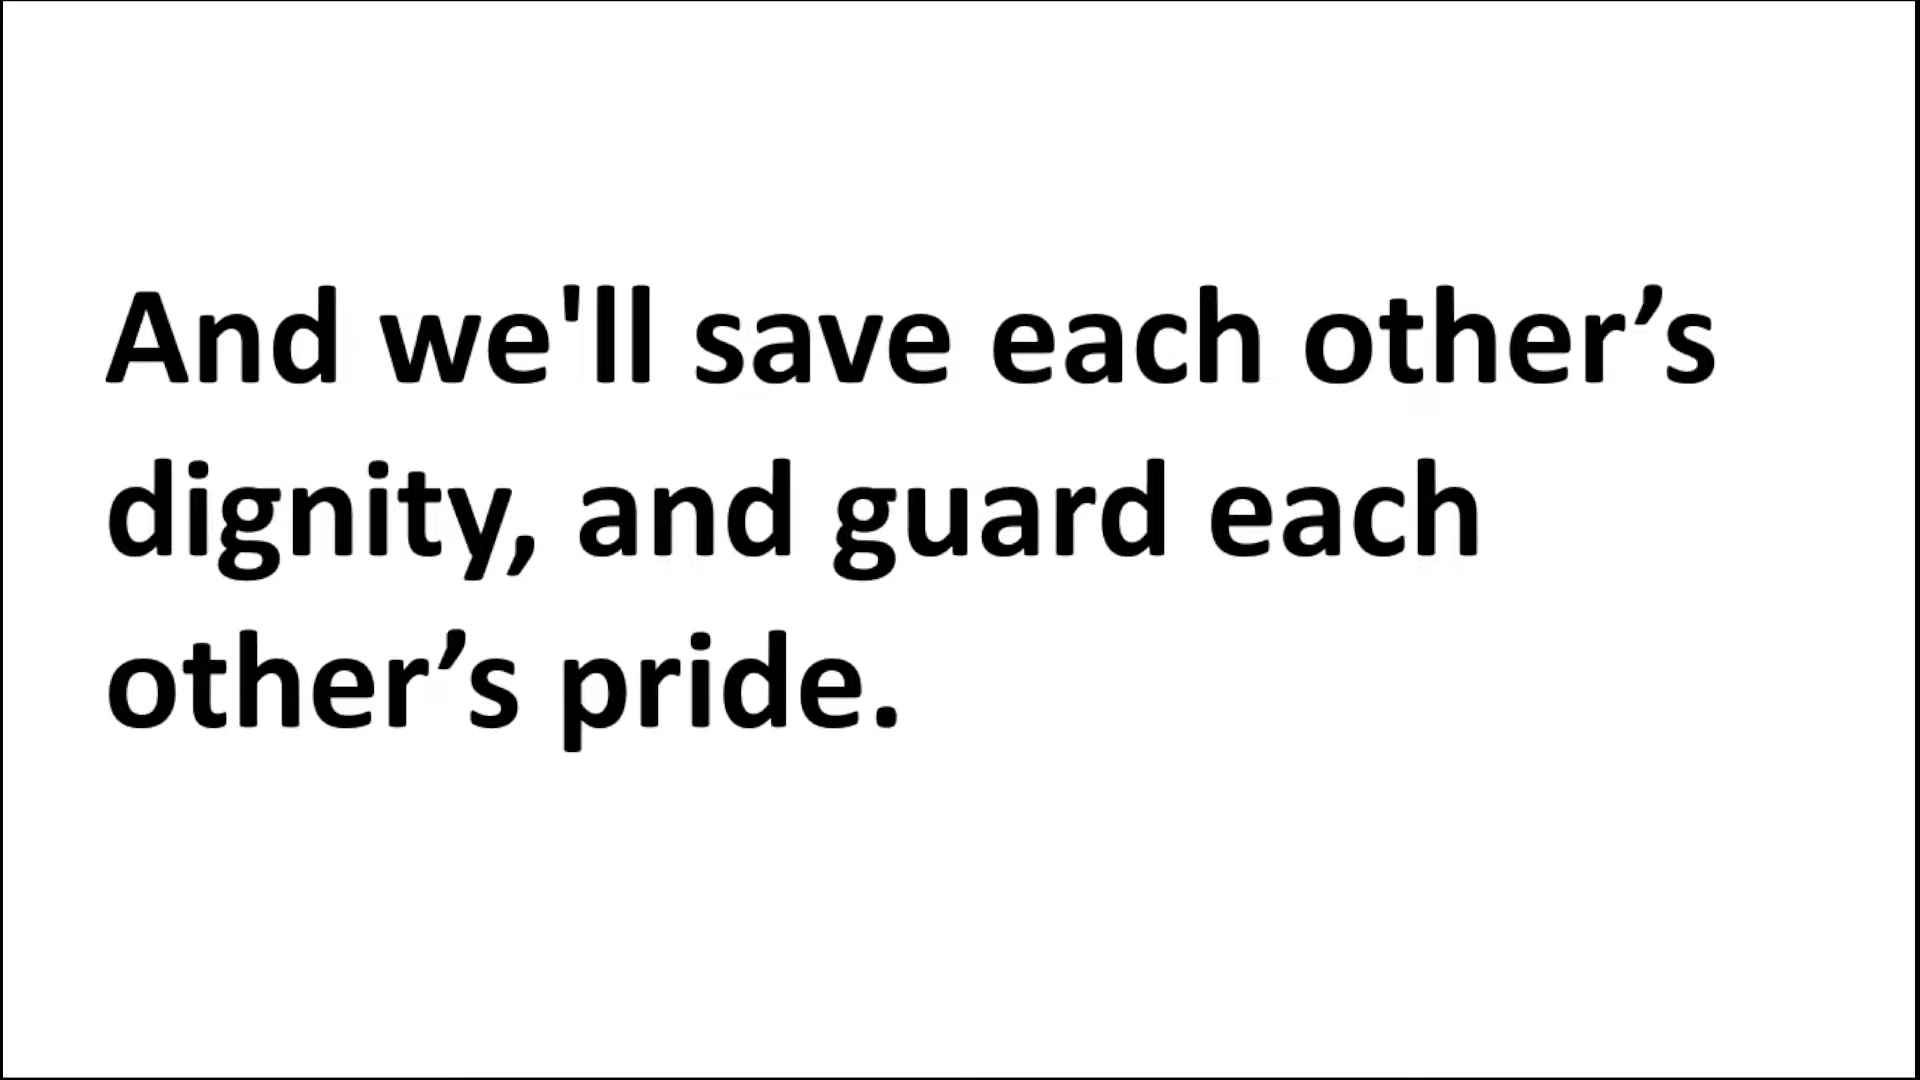 And we'll save each other’s
dignity, and guard each
other’s pride.